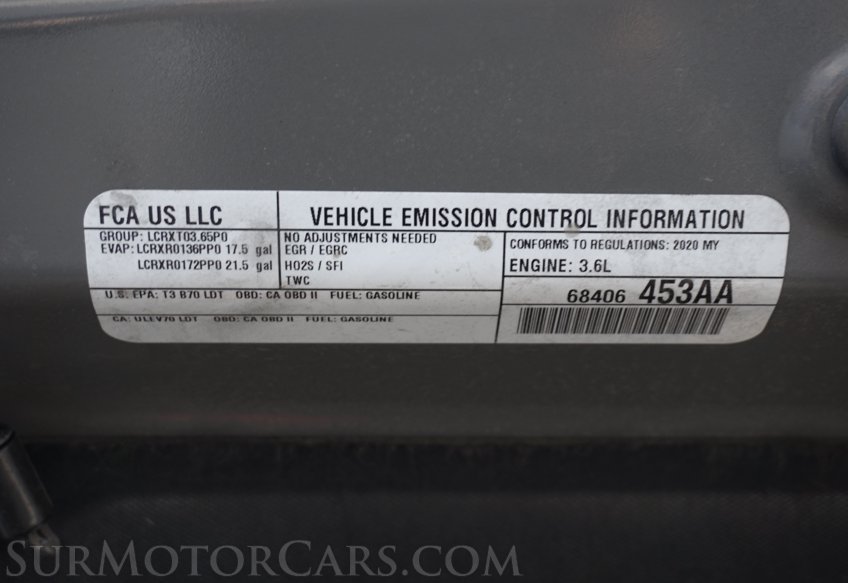 FCA US LLC
VEHICLE EMISSION CONTROL INFORMATION
GROUP: LCRXT03.65P0
EVAP: LCRXR0136PP0 17.5 gal
LCRXR0172PP0 21.5 gal
NO ADJUSTMENTS NEEDED
EGR / EGRC
HO2S / SFI
TWC
CONFORMS TO REGULATIONS: 2020 MY
ENGINE: 3.6L
U.S. EPA: T3 B70 LDT OBD: CA OBD II FUEL: GASOLINE
CA: ULEV70 LDT OBD: CA OBD II FUEL: GASOLINE
68406 453AA
SURMOTORCARS.COM